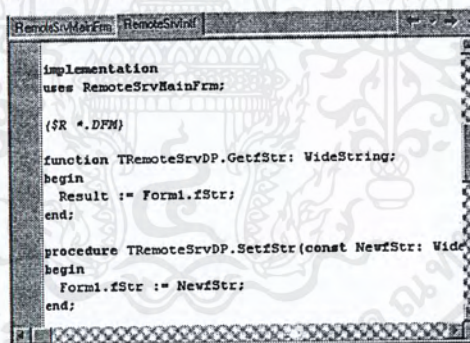 RemoteSrvMainFrm RemoteSrvIntf
implementation
uses RemoteSrvMainFrm;
{$R *.DFM}
function TRemoteSrvDP.GetfStr: WideString;
begin
Result := Form1.fStr;
end;
procedure TRemoteSrvDP.SetfStr(const NewfStr: Wide
begin
Form1.fStr := NewfStr;
end;